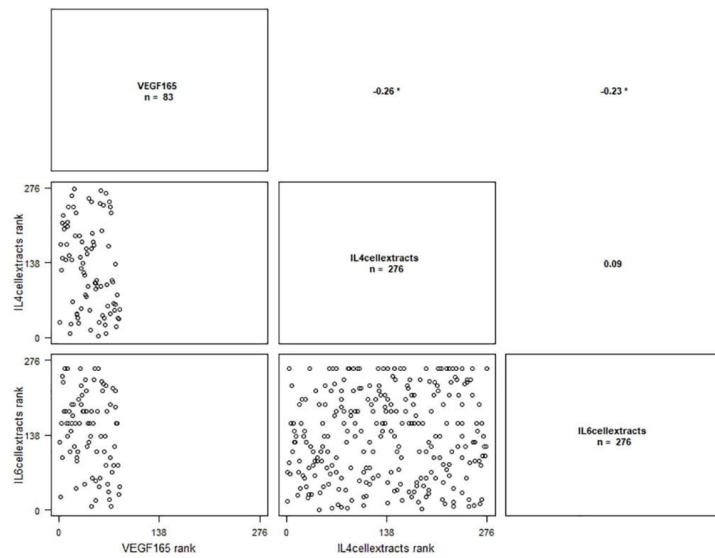 VEGF165
n = 83
-0.26 *
-0.23 *
IL4cellextracts rank
276
138
0
IL4cellextracts
n = 276
0.09
IL6cellextracts rank
276
138
0
IL6cellextracts
n = 276
0
138
276
VEGF165 rank
0
138
276
IL4cellextracts rank